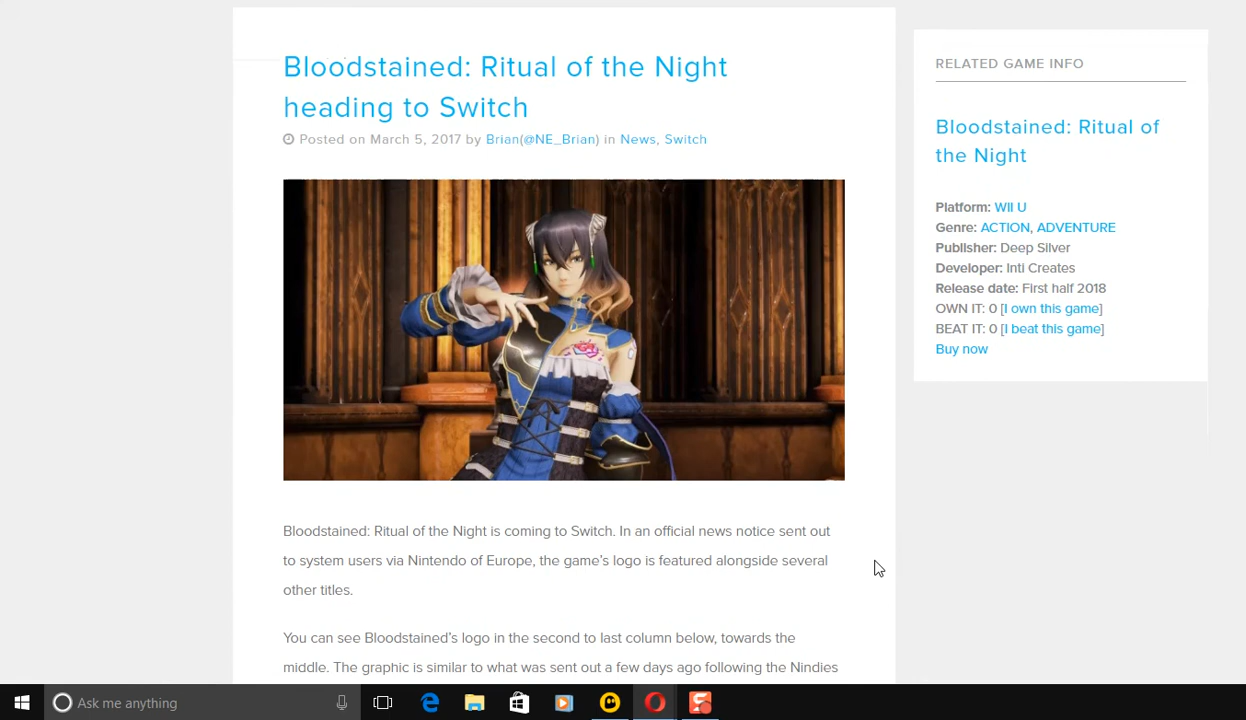 Bloodstained: Ritual of the Night
heading to Switch
Posted on March 5, 2017 by Brian(@NE_Brian) in News, Switch
Bloodstained: Ritual of the Night is coming to Switch. In an official news notice sent out
to system users via Nintendo of Europe, the game's logo is featured alongside several
other titles.
You can see Bloodstained's logo in the second to last column below, towards the
middle. The graphic is similar to what was sent out a few days ago following the Nindies
RELATED GAME INFO
Bloodstained: Ritual of
the Night
Platform: WII U
Genre: ACTION, ADVENTURE
Publisher: Deep Silver
Developer: Inti Creates
Release date: First half 2018
OWN IT: 0 [I own this game]
BEAT IT: 0 [I beat this game]
Buy now
Ask me anything